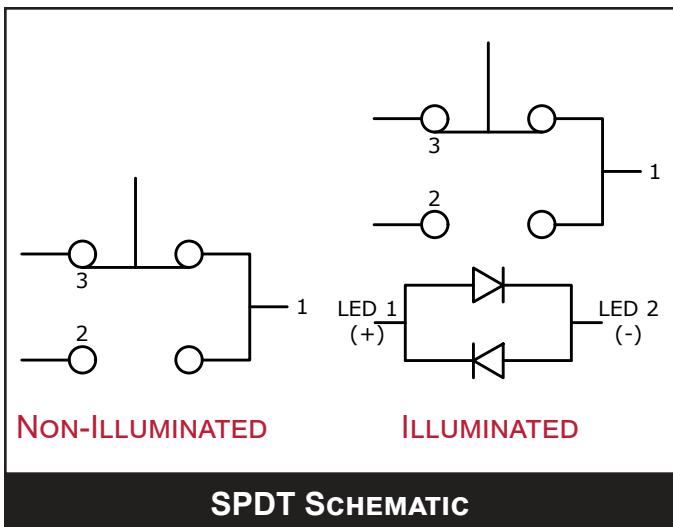 3
2
1
NON-ILLUMINATED
3
2
1
LED 1
(+)
LED 2
(-)
ILLUMINATED
SPDT SCHEMATIC